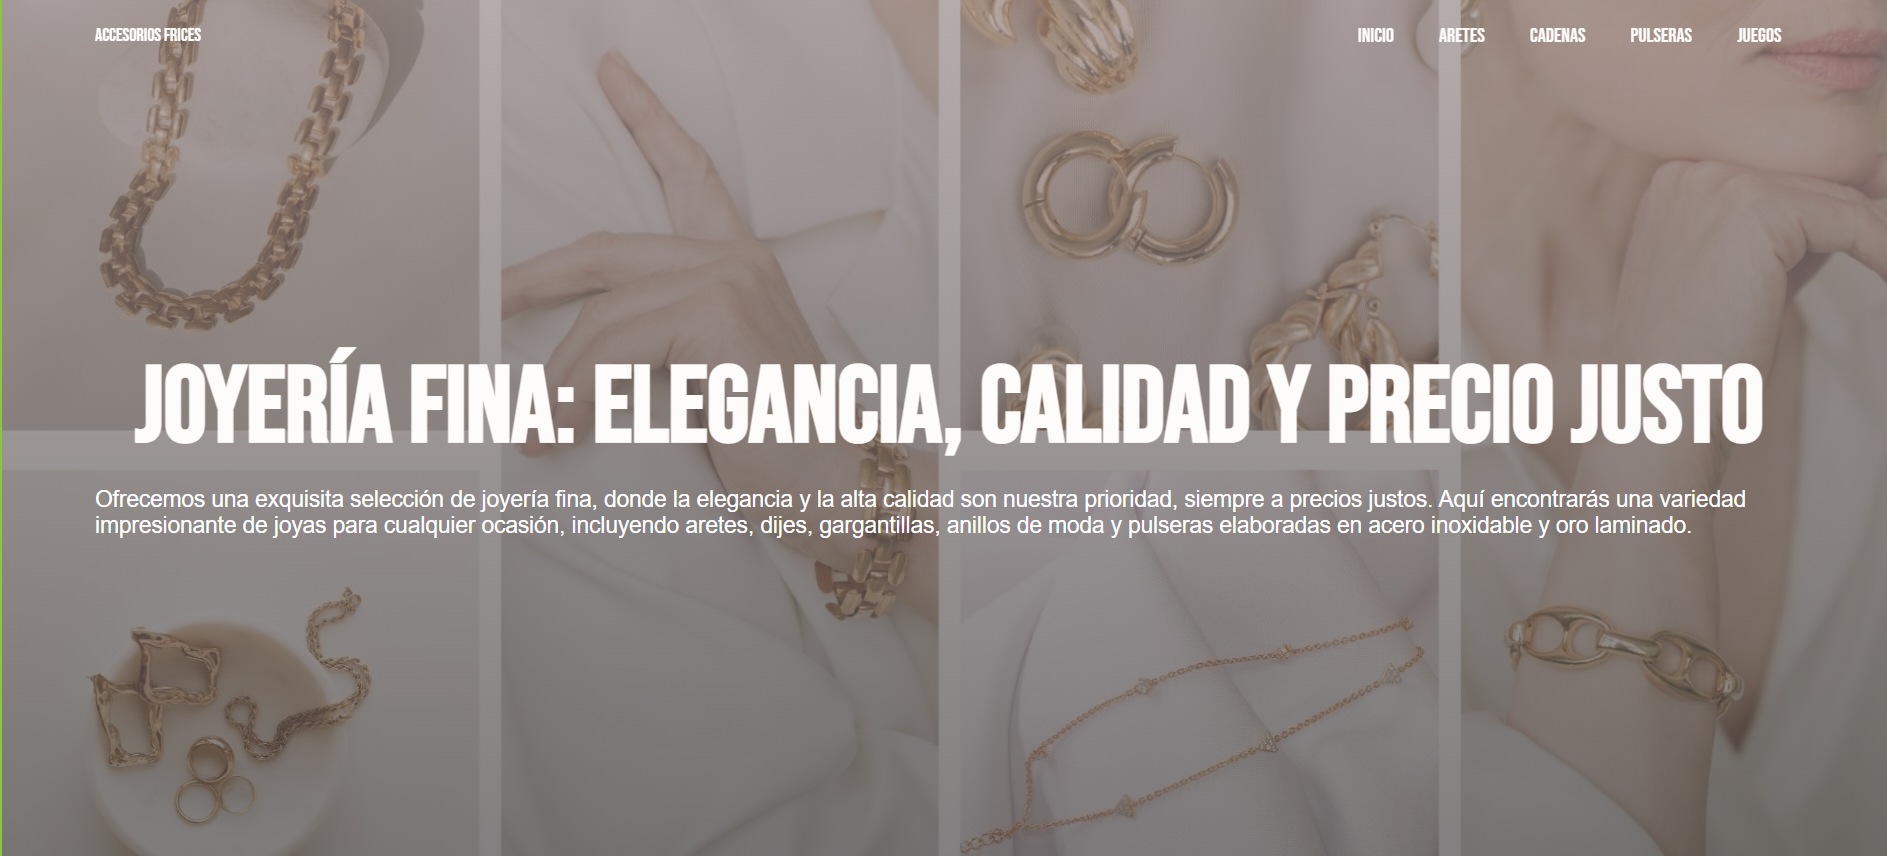 ACCESORIOS FRICES
INICIO ARETES CADENAS PULSERAS JUEGOS
JOYERÍA FINA: ELEGANCIA, CALIDAD Y PRECIO JUSTO
Ofrecemos una exquisita selección de joyería fina, donde la elegancia y la alta calidad son nuestra prioridad, siempre a precios justos. Aquí encontrarás una variedad
impresionante de joyas para cualquier ocasión, incluyendo aretes, dijes, gargantillas, anillos de moda y pulseras elaboradas en acero inoxidable y oro laminado.